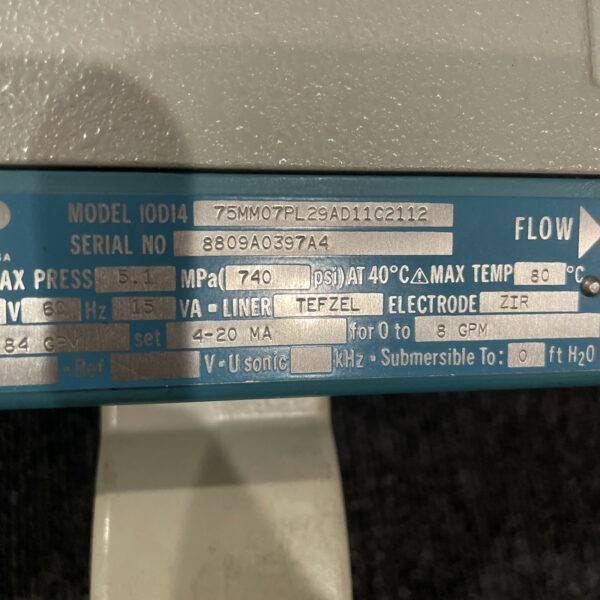 MODEL 10D14 75MM07PL29AD11C2112 FLOW
SERIAL NO 8809A0397A4
SA
AX PRESS 5.1 MPa( 740 psi) AT 40°C⚠MAX TEMP 80 °C
V 60 Hz 15 VA • LINER TEFZEL ELECTRODE ZIR
84 GPM set 4-20 MA for 0 to 8 GPM
• Ref V • U sonic kHz • Submersible To: 0 ft H2O